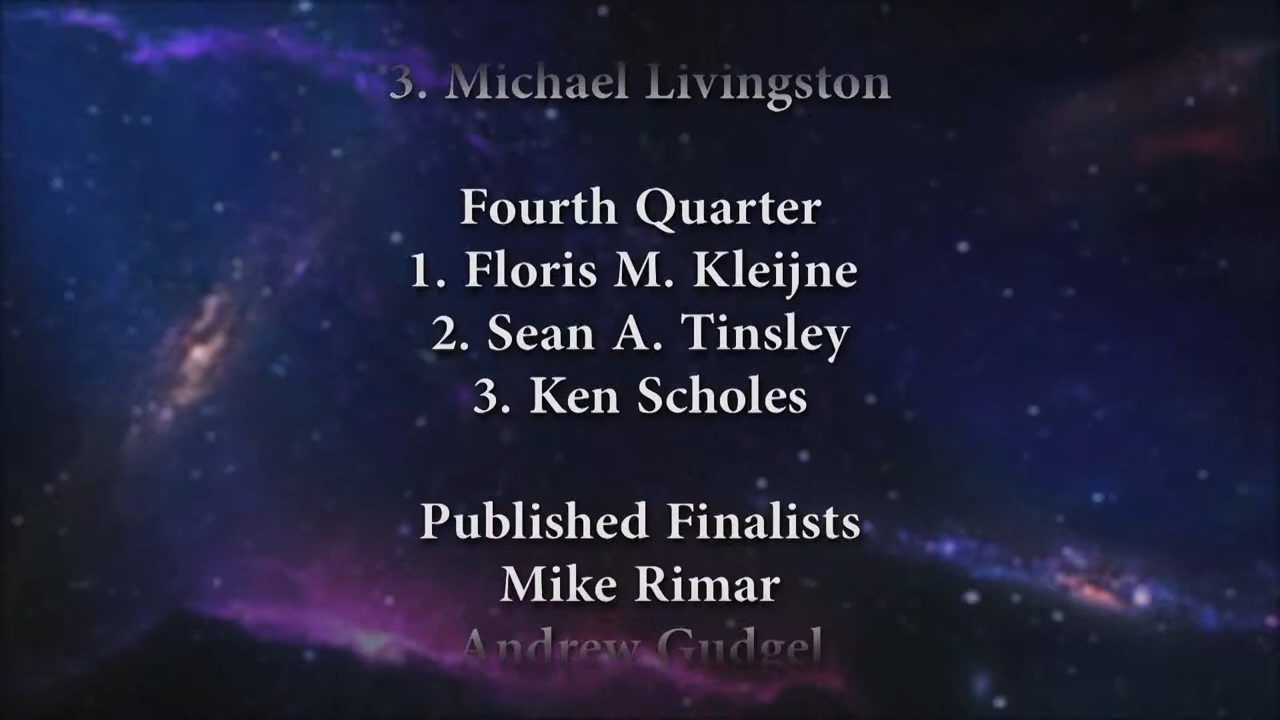 3. Michael Livingston
Fourth Quarter
1. Floris M. Kleijne
2. Sean A. Tinsley
3. Ken Scholes
Published Finalists
Mike Rimar
Andrew Gudgel